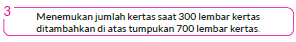 3
Menemukan jumlah kertas saat 300 lembar kertas
ditambahkan di atas tumpukan 700 lembar kertas.